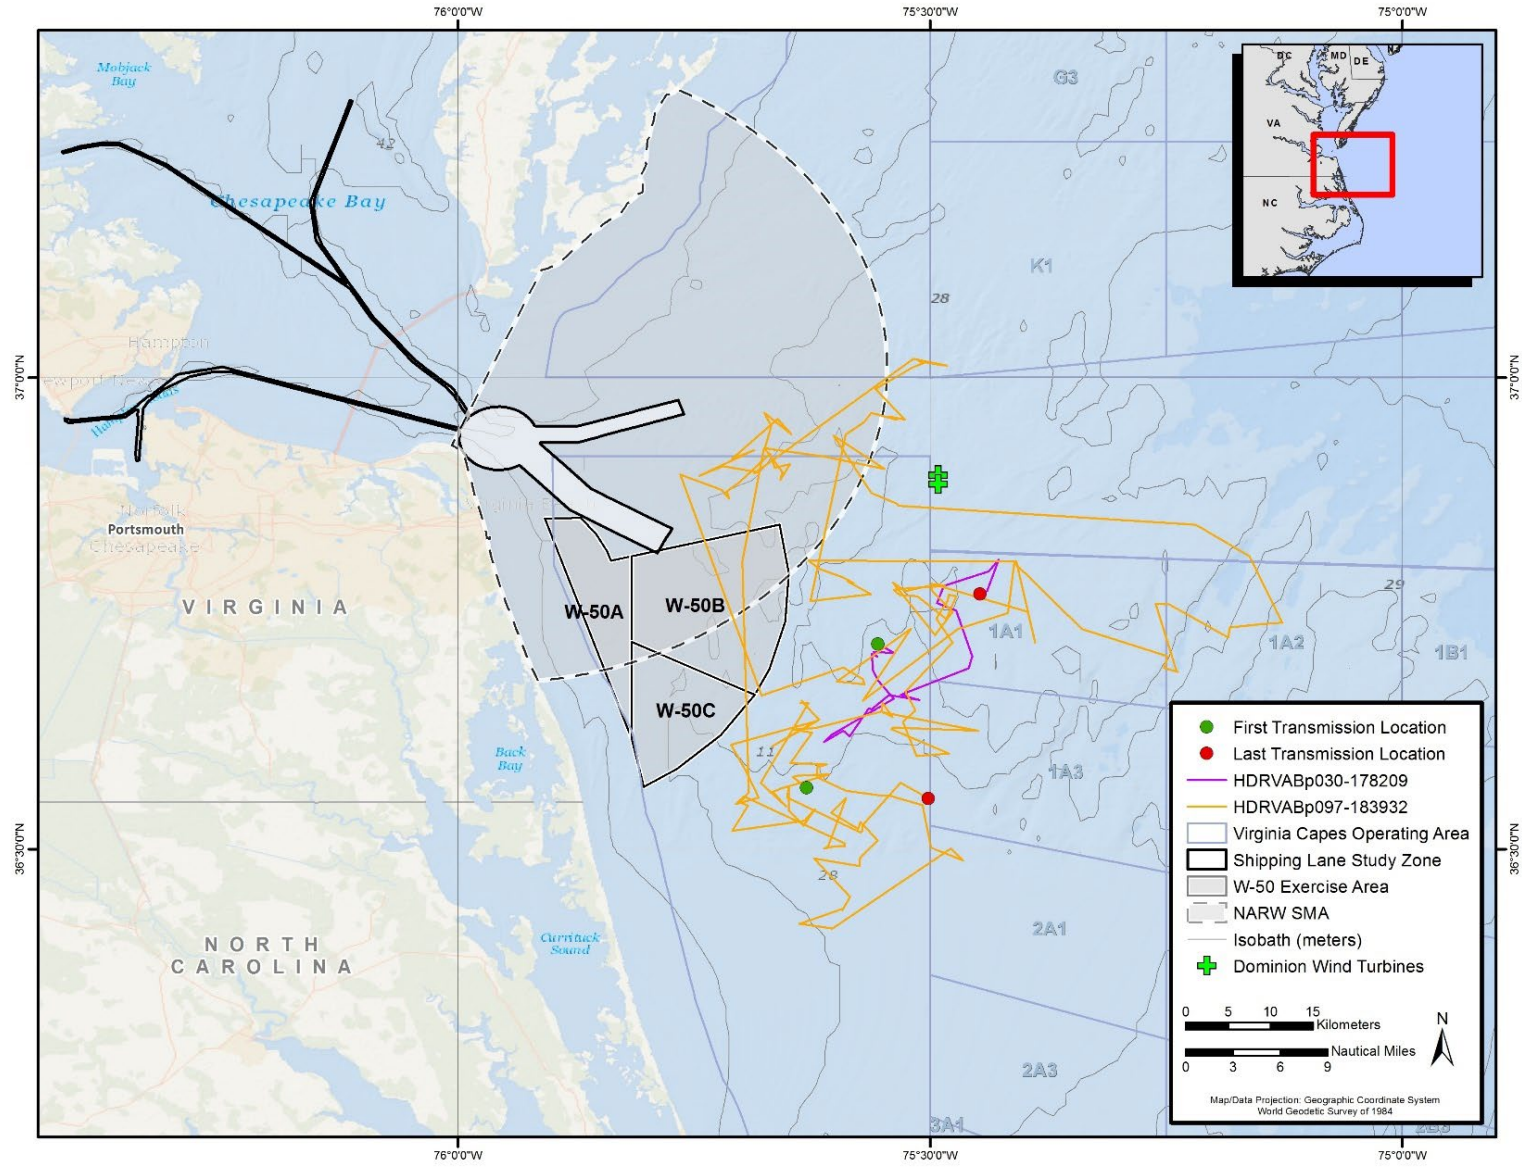 76°0'0"W
75°30'0"W
75°0'0"W
Mobjack
Bay
42
Chesapeake Bay
G3
DC
MD
DE
VA
NC
K1
28
Hampton
37°0'0"N
37°0'0"N
Norfolk
Portsmouth
Chesapeake
VIRGINIA
W-50A
W-50B
W-50C
29
1A1
1A2
1B1
Back
Bay
11
1A3
28
36°30'0"N
36°30'0"N
2A1
NORTH
CAROLINA
Currituck
Sound
2A3
3A1
First Transmission Location
Last Transmission Location
HDRVABp030-178209
HDRVABp097-183932
Virginia Capes Operating Area
Shipping Lane Study Zone
W-50 Exercise Area
NARW SMA
Isobath (meters)
Dominion Wind Turbines
0 5 10 15
Kilometers
Nautical Miles
0 3 6 9
N
Map/Data Projection: Geographic Coordinate System
World Geodetic Survey of 1984
76°0'0"W
75°30'0"W
75°0'0"W